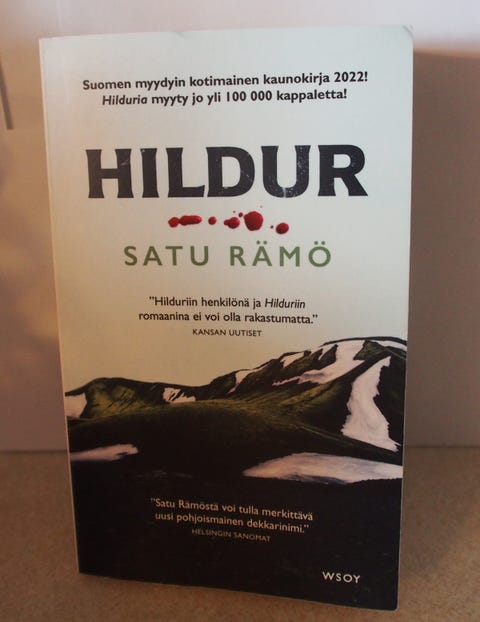 Suomen myydyin kotimainen kaunokirja 2022!
Hilduria myyty jo yli 100 000 kappaletta!
HILDUR
SATU RÄMÖ
”Hilduriin henkilönä ja Hilduriin
romaanina ei voi olla rakastumatta.”
KANSAN UUTISET
”Satu Rämöstä voi tulla merkittävä
uusi pohjoismainen dekkarinimi.”
HELSINGIN SANOMAT
WSOY